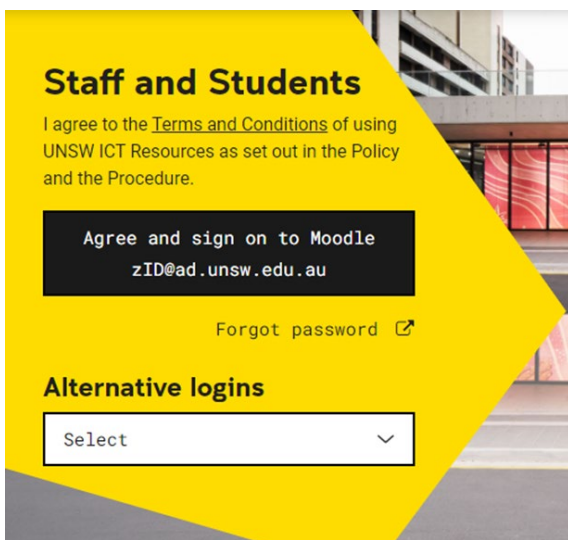 Staff and Students
I agree to the Terms and Conditions of using
UNSW ICT Resources as set out in the Policy
and the Procedure.
Agree and sign on to Moodle
zID@ad.unsw.edu.au
Forgot password
Alternative logins
Select